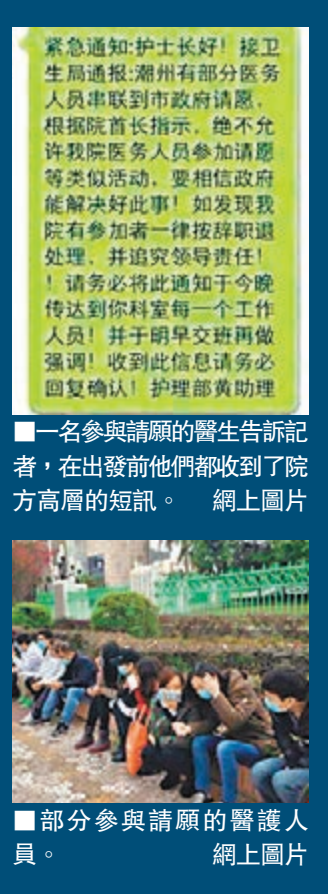 紧急通知:护士长好！接卫
生局通报:潮州有部分医务
人员串联到市政府请愿，
根据院首长指示，绝不允
许我院医务人员参加请愿
等类似活动，要相信政府
能解决好此事！如发现我
院有参加者一律按辞职退
处理，并追究领导责任！
！请务必将此通知于今晚
传达到你科室每一个工作
人员！并于明早交班再做
强调！收到此信息请务必
回复确认！护理部黄助理
■一名參與請願的醫生告訴記
者，在出發前他們都收到了院
方高層的短訊。 網上圖片
■部分參與請願的醫護人
員。 網上圖片